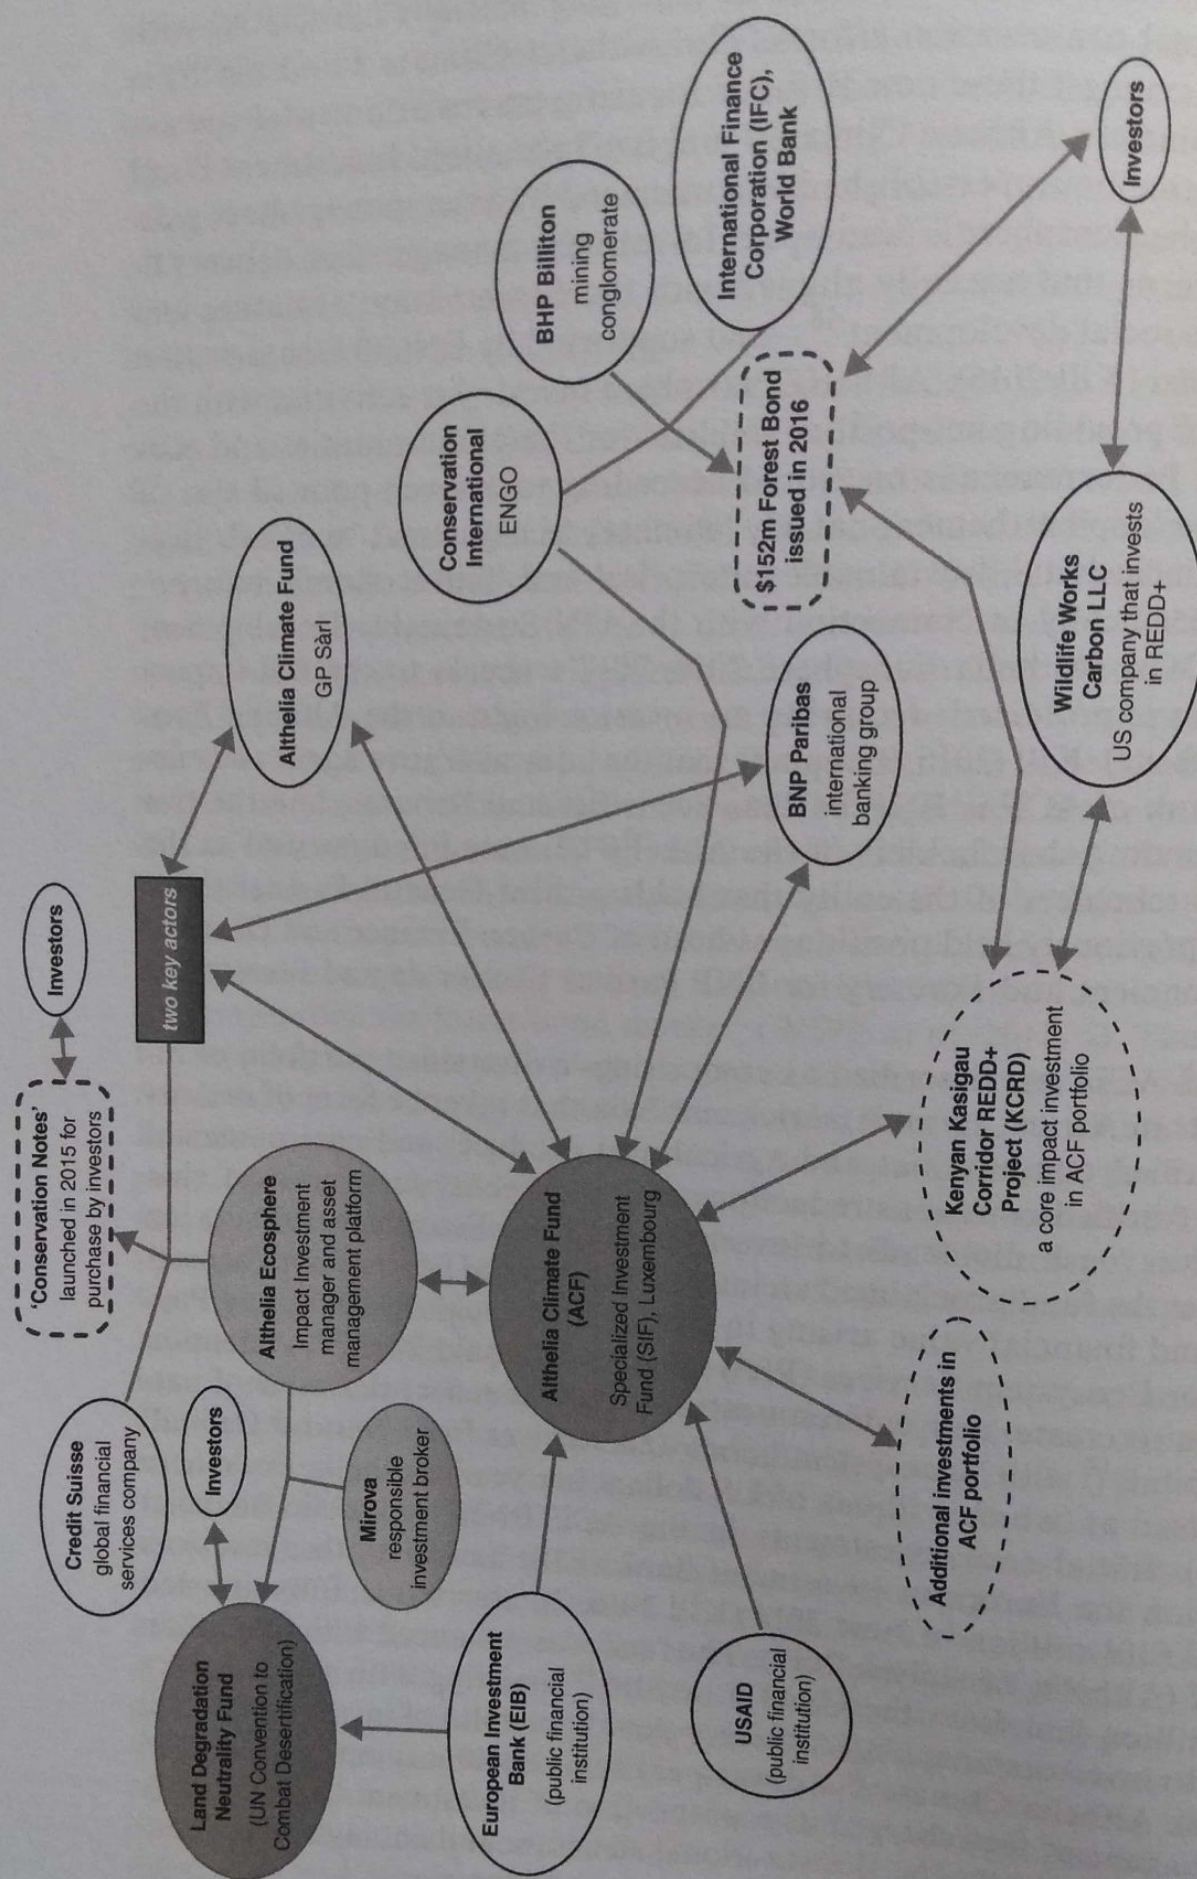 'Conservation Notes'
launched in 2015 for
purchase by investors
Investors
Credit Suisse
global financial
services company
two key actors
Land Degradation
Neutrality Fund
(UN Convention to
Combat Desertification)
Investors
Althelia Ecosphere
Impact Investment
manager and asset
management platform
Althelia Climate Fund
GP Sàrl
Mirova
responsible
investment broker
Conservation
International
ENGO
BHP Billiton
mining
conglomerate
European Investment
Bank (EIB)
(public financial
institution)
Althelia Climate Fund
(ACF)
Specialized Investment
Fund (SIF), Luxembourg
International Finance
Corporation (IFC),
World Bank
$152m Forest Bond
issued in 2016
USAID
(public financial
institution)
BNP Paribas
international
banking group
Additional investments in
ACF portfolio
Kenyan Kasigau
Corridor REDD+
Project (KCRD)
a core impact investment
in ACF portfolio
Wildlife Works
Carbon LLC
US company that invests
in REDD+
Investors